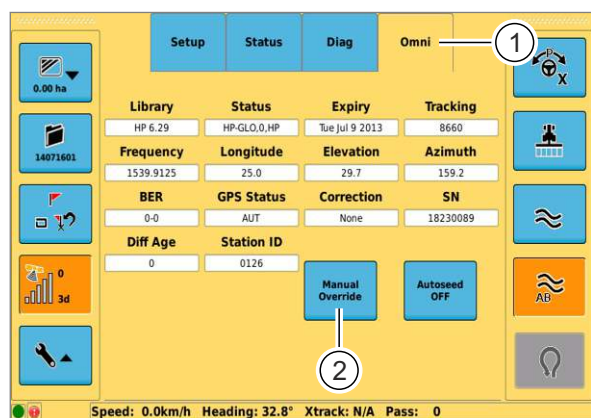 Setup Status Diag Omni 1
0.00 ha
P
X
Library Status Expiry Tracking
HP 6.29 HP-GLO,0,HP Tue Jul 9 2013 8660
14071601
Frequency Longitude Elevation Azimuth
1539.9125 25.0 29.7 159.2
BER GPS Status Correction SN
0-0 AUT None 18230089
Diff Age Station ID
0 0126
0
3d
Manual
Override
Autoseed
OFF
AB
2
Speed: 0.0km/h Heading: 32.8° Xtrack: N/A Pass: 0